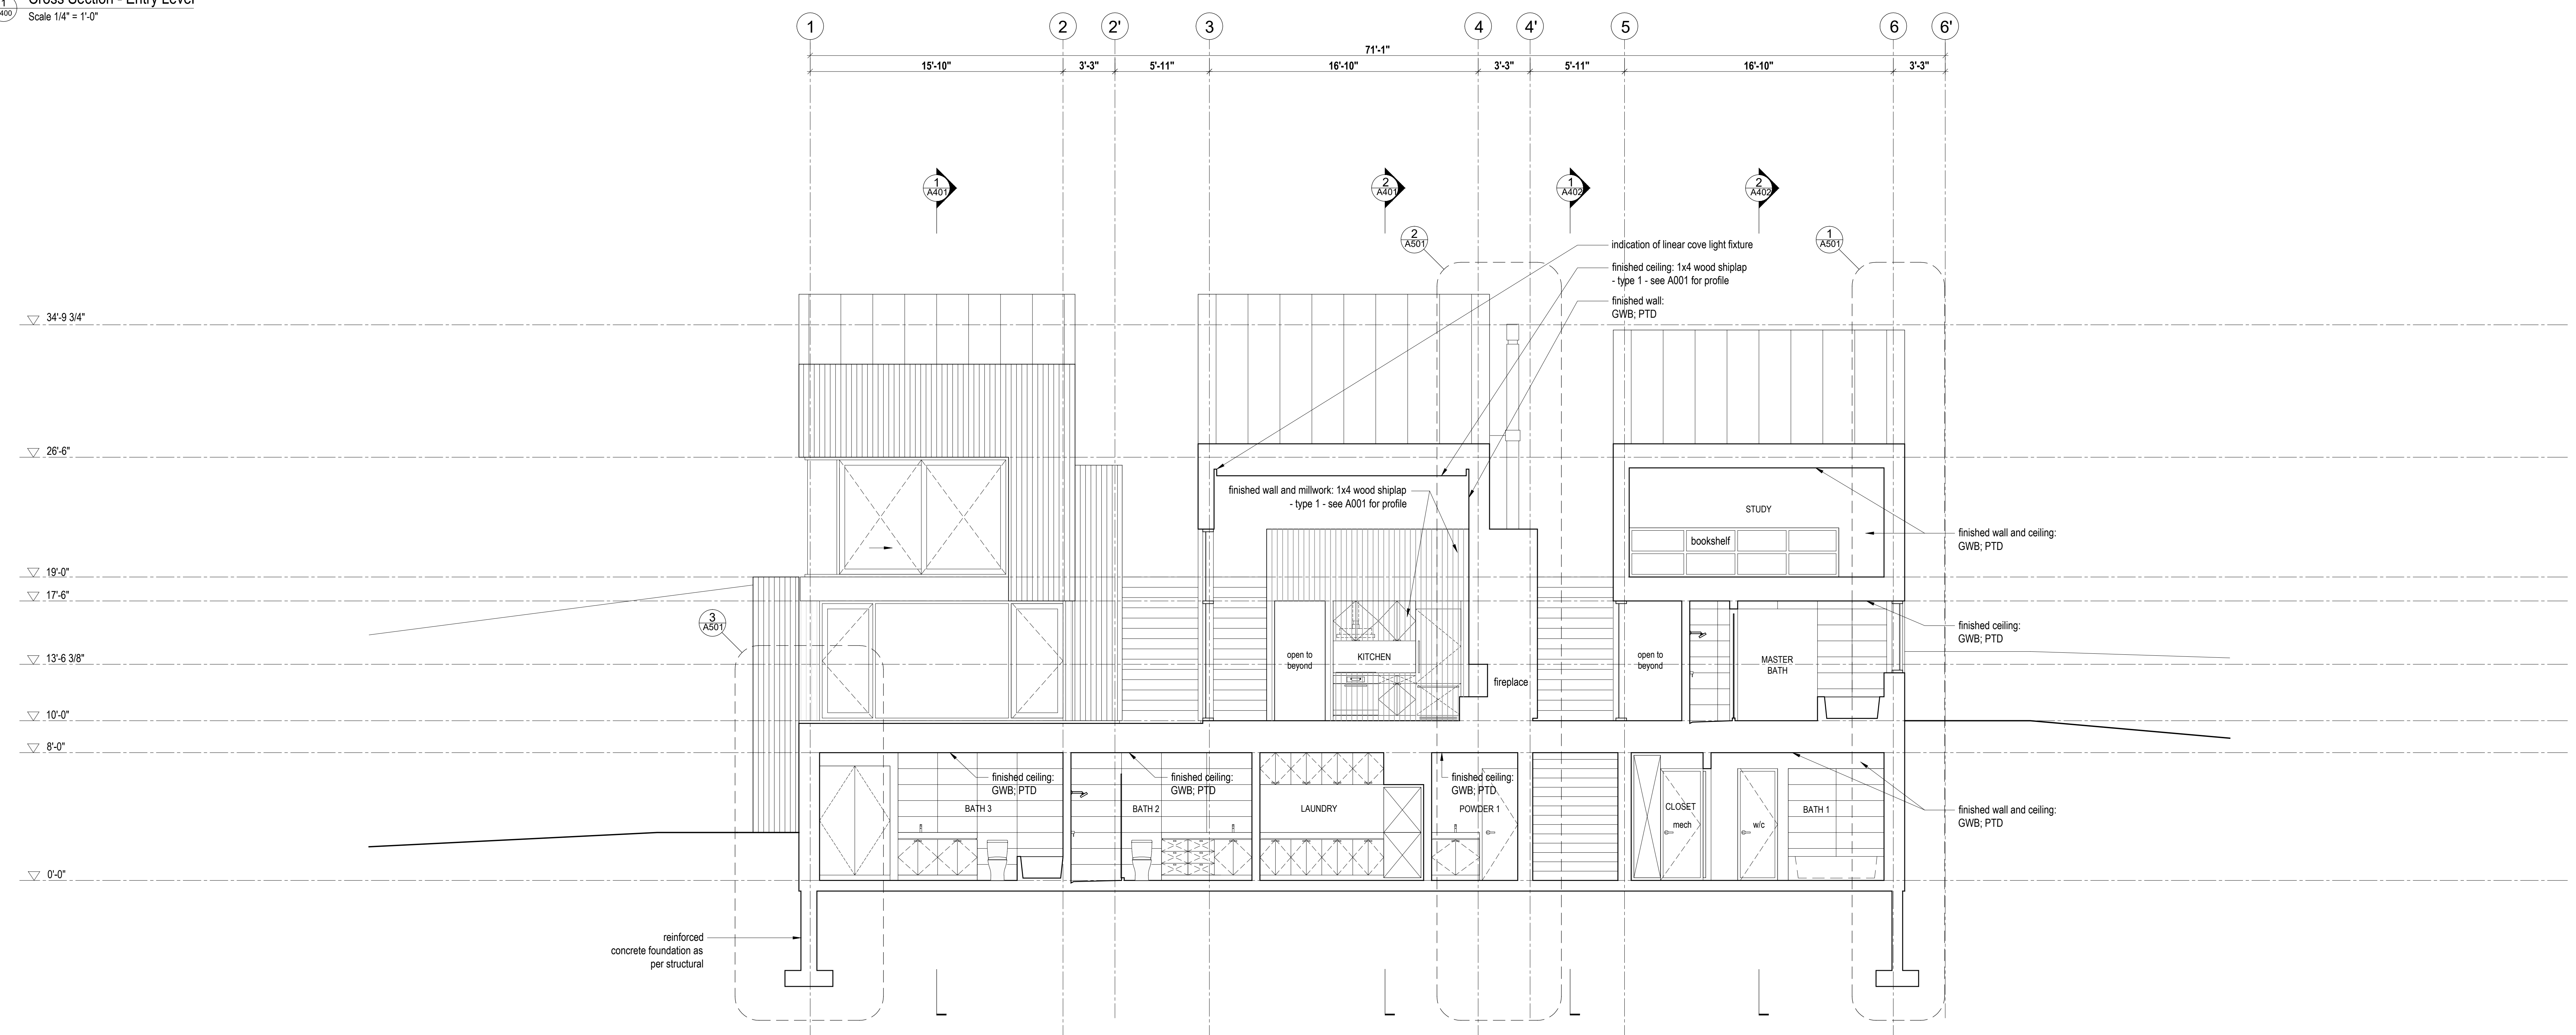 1
A400
Cross Section - Entry Level
Scale 1/4" = 1'-0"
1
2
2'
3
4
4'
5
6
6'
71'-1"
15'-10"
3'-3"
5'-11"
16'-10"
3'-3"
5'-11"
16'-10"
3'-3"
1
A401
2
A401
1
A402
2
A402
2
A501
1
A501
indication of linear cove light fixture
finished ceiling: 1x4 wood shiplap
- type 1 - see A001 for profile
finished wall:
GWB; PTD
34'-9 3/4"
26'-6"
finished wall and millwork: 1x4 wood shiplap
- type 1 - see A001 for profile
STUDY
bookshelf
finished wall and ceiling:
GWB; PTD
19'-0"
17'-6"
3
A501
finished ceiling:
GWB; PTD
13'-6 3/8"
open to
beyond
KITCHEN
fireplace
open to
beyond
MASTER
BATH
10'-0"
8'-0"
finished ceiling:
GWB; PTD
BATH 3
finished ceiling:
GWB; PTD
BATH 2
LAUNDRY
finished ceiling:
GWB; PTD
POWDER 1
CLOSET
mech
w/c
BATH 1
finished wall and ceiling:
GWB; PTD
0'-0"
reinforced
concrete foundation as
per structural